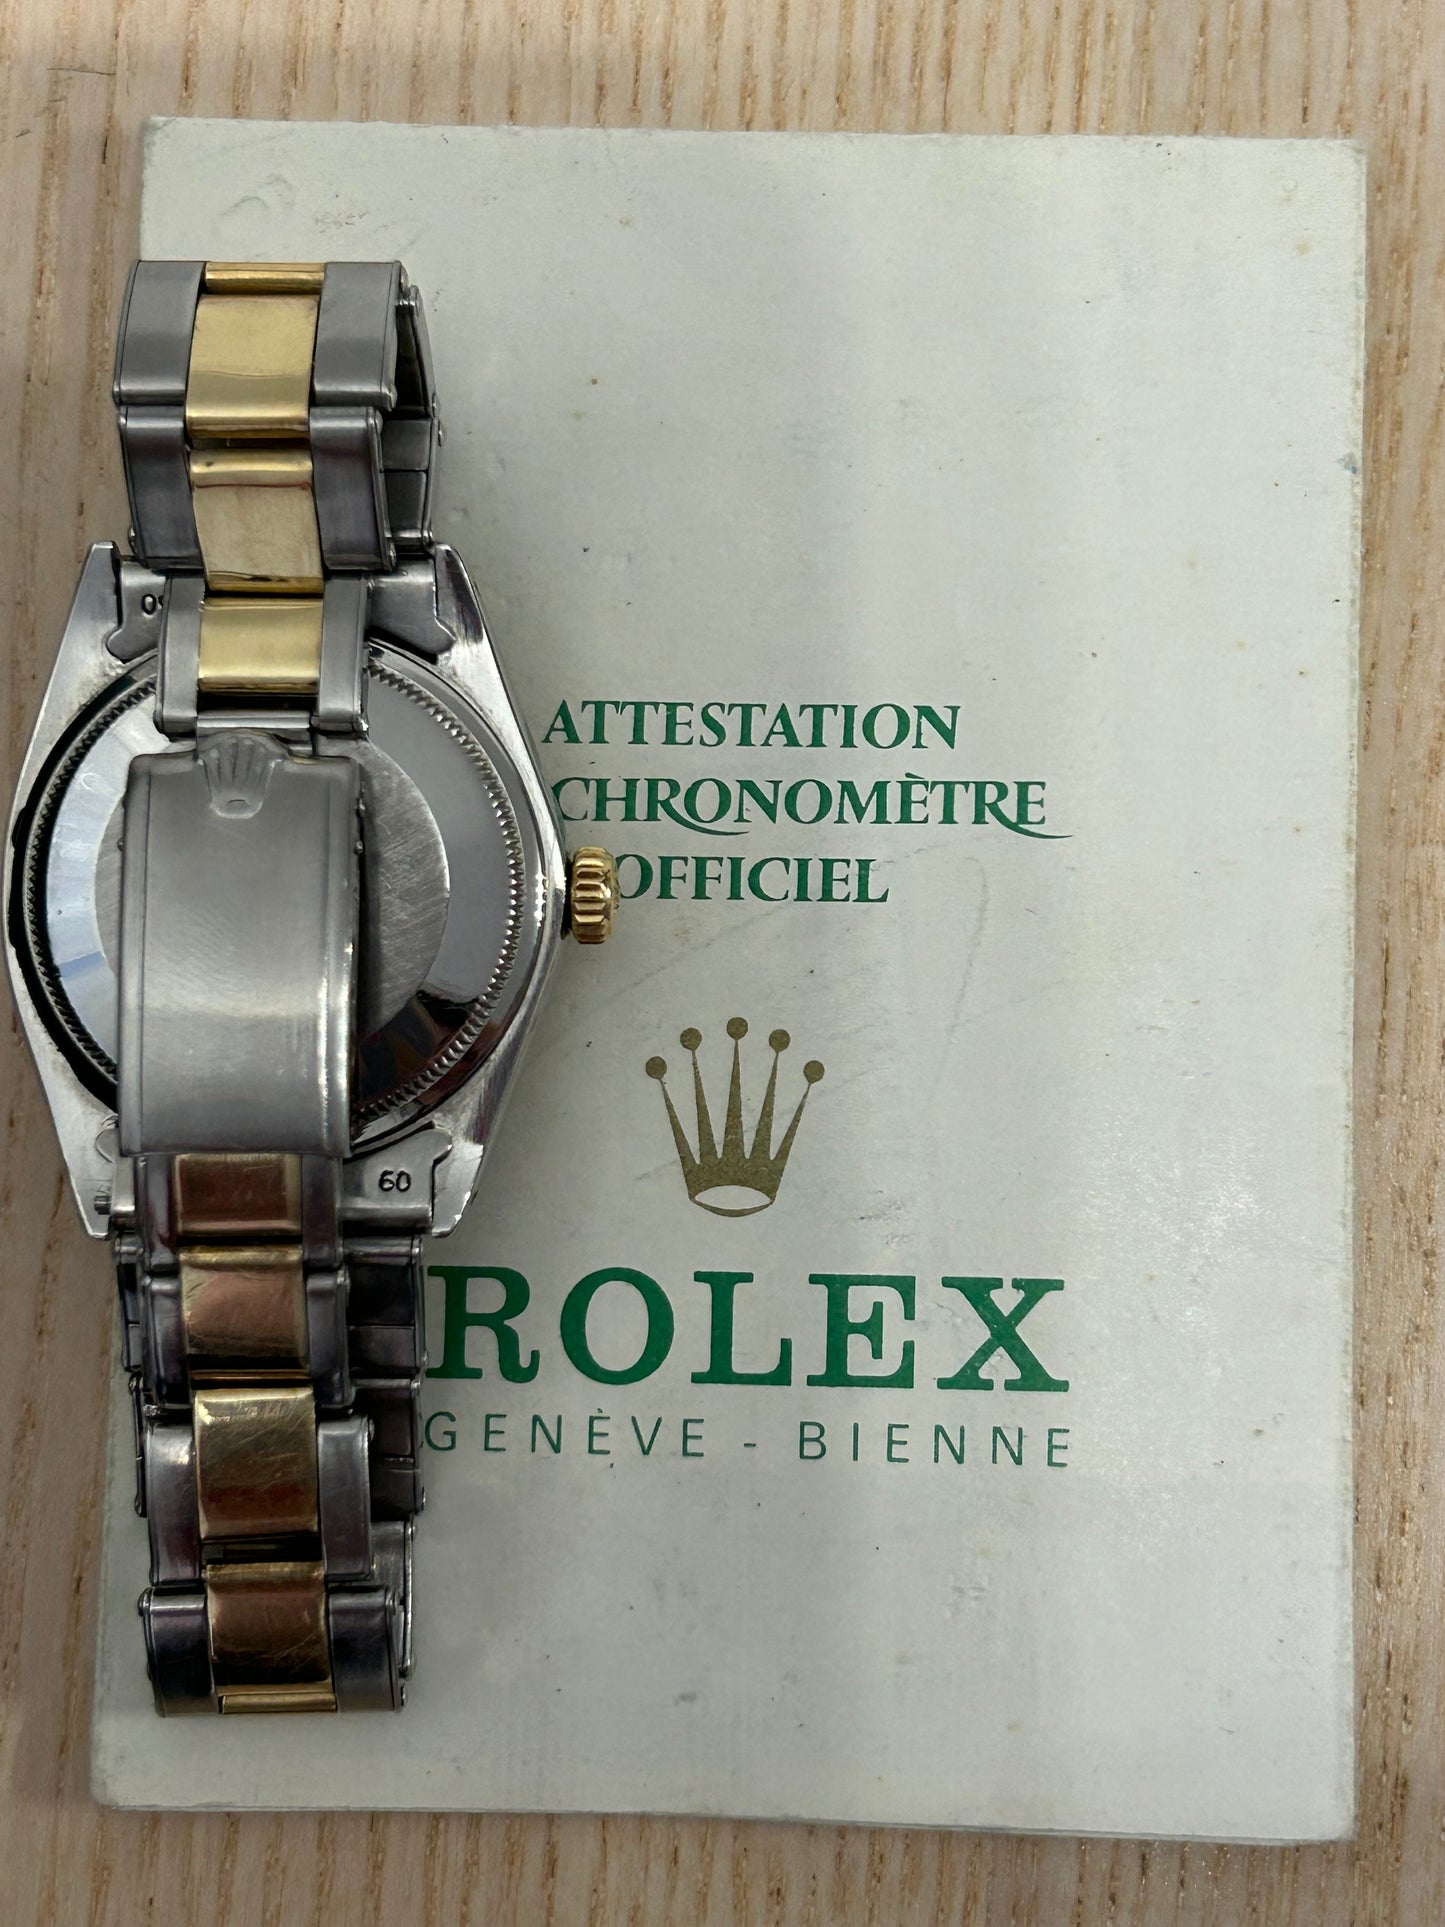 ATTESTATION
CHRONOMÈTRE
OFFICIEL
60
ROLEX
GENÈVE - BIENNE